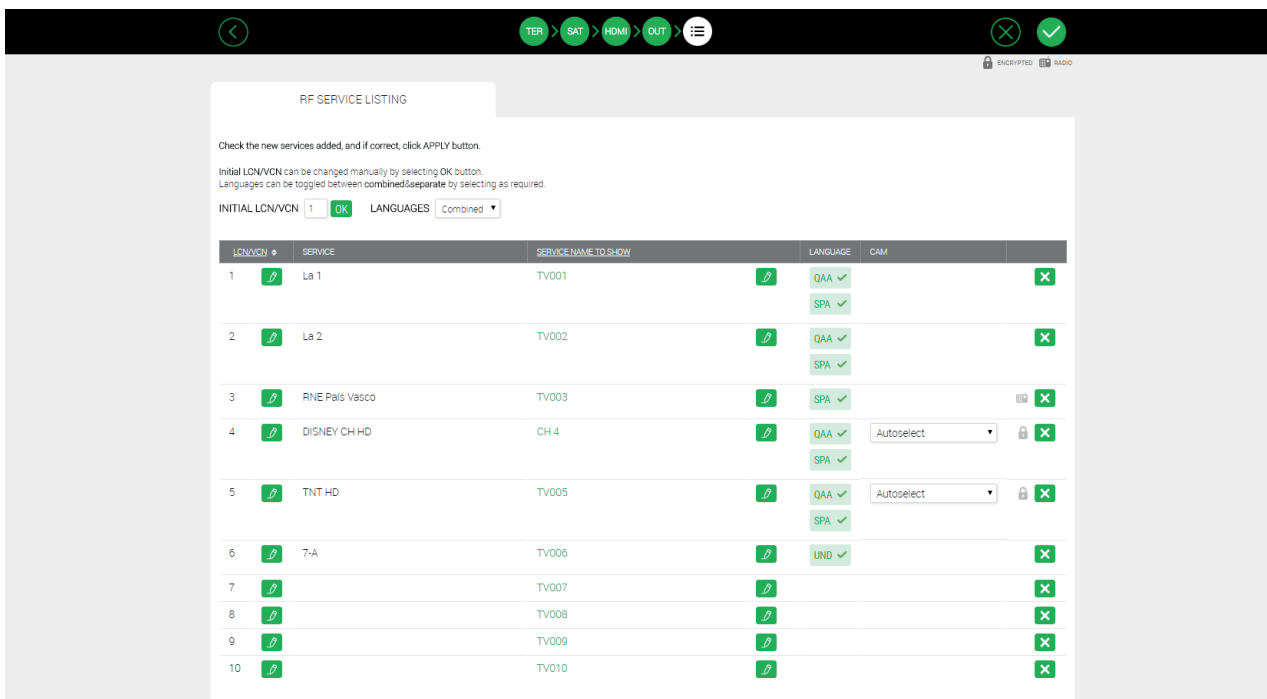 TER > SAT > HDMI > OUT >
ENCRYPTED RADIO
RF SERVICE LISTING
Check the new services added, and if correct, click APPLY button.
Initial LCN/VCN can be changed manually by selecting OK button.
Languages can be toggled between combined&separate by selecting as required.
INITIAL LCN/VCN 1 OK LANGUAGES Combined
LCN/VCN SERVICE SERVICE NAME TO SHOW LANGUAGE CAM
1 La 1 TV001 QAA
SPA
2 La 2 TV002 QAA
SPA
3 RNE País Vasco TV003 SPA
4 DISNEY CH HD CH 4 QAA Autoselect
SPA
5 TNT HD TV005 QAA Autoselect
SPA
6 7-A TV006 UND
7 TV007
8 TV008
9 TV009
10 TV010